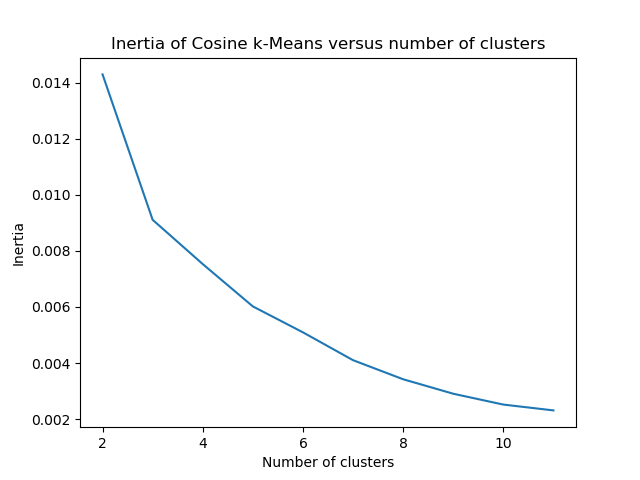 Inertia of Cosine k-Means versus number of clusters
0.014
0.012
0.010
0.008
0.006
0.004
0.002
Inertia
2 4 6 8 10
Number of clusters